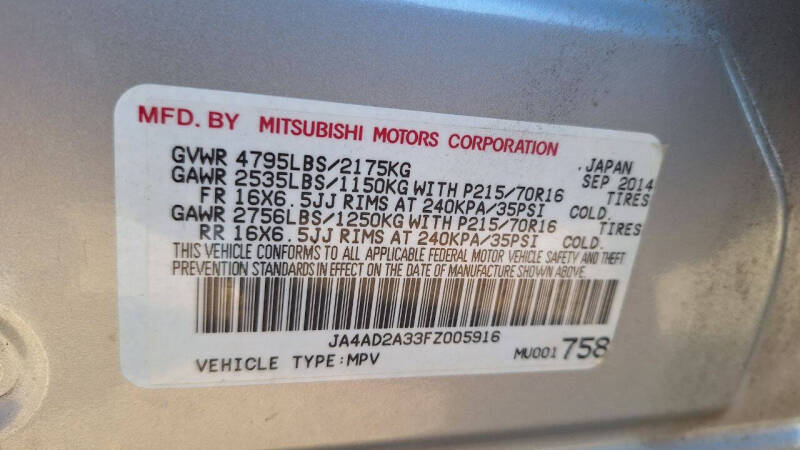 MFD. BY MITSUBISHI MOTORS CORPORATION
GVWR 4795LBS/2175KG .JAPAN
GAWR 2535LBS/1150KG WITH P215/70R16 SEP 2014
FR 16X6.5JJ RIMS AT 240KPA/35PSI TIRES COLD.
GAWR 2756LBS/1250KG WITH P215/70R16 TIRES
RR 16X6.5JJ RIMS AT 240KPA/35PSI COLD.
THIS VEHICLE CONFORMS TO ALL APPLICABLE FEDERAL MOTOR VEHICLE SAFETY AND THEFT
PREVENTION STANDARDS IN EFFECT ON THE DATE OF MANUFACTURE SHOWN ABOVE.
JA4AD2A33FZ005916
VEHICLE TYPE:MPV MU001758